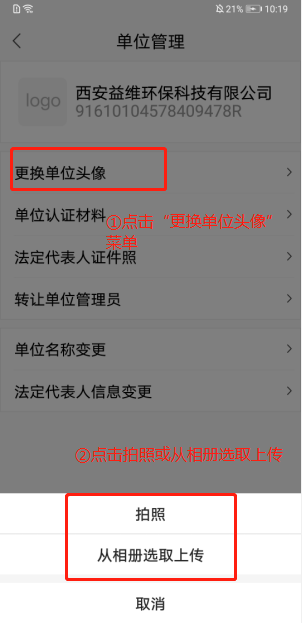 21% 10:19
单位管理
logo
西安益维环保科技有限公司
91610104578409478R
更换单位头像
单位认证材料
①点击“更换单位头像”
菜单
法定代表人证件照
转让单位管理员
单位名称变更
法定代表人信息变更
②点击拍照或从相册选取上传
拍照
从相册选取上传
取消